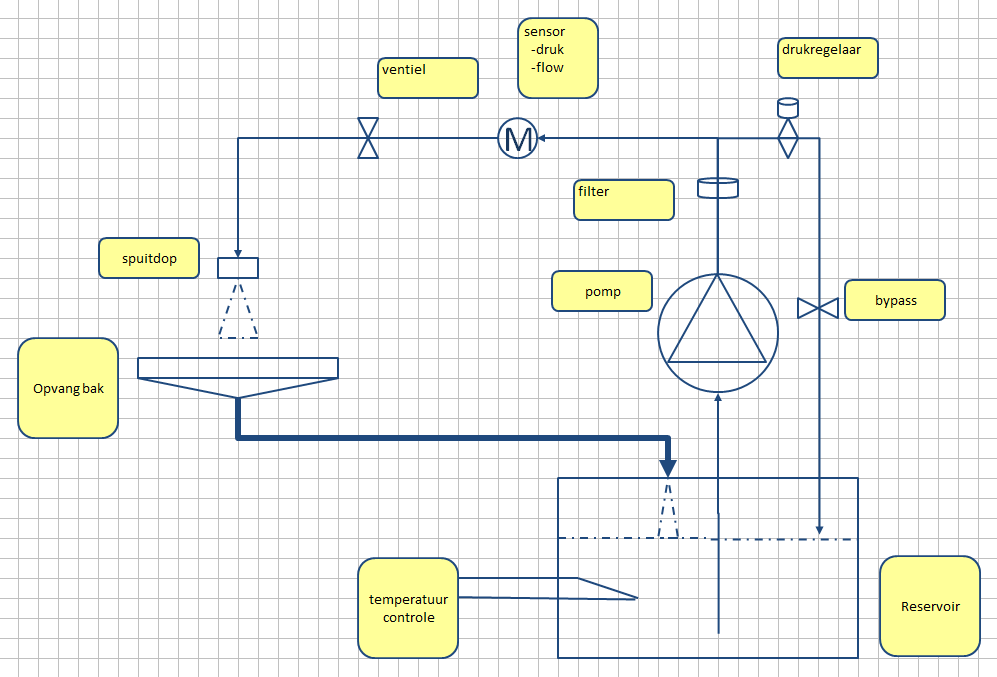 sensor
-druk
-flow
drukregelaar
ventiel
M
filter
spuitdop
pomp
bypass
Opvang bak
temperatuur
controle
Reservoir